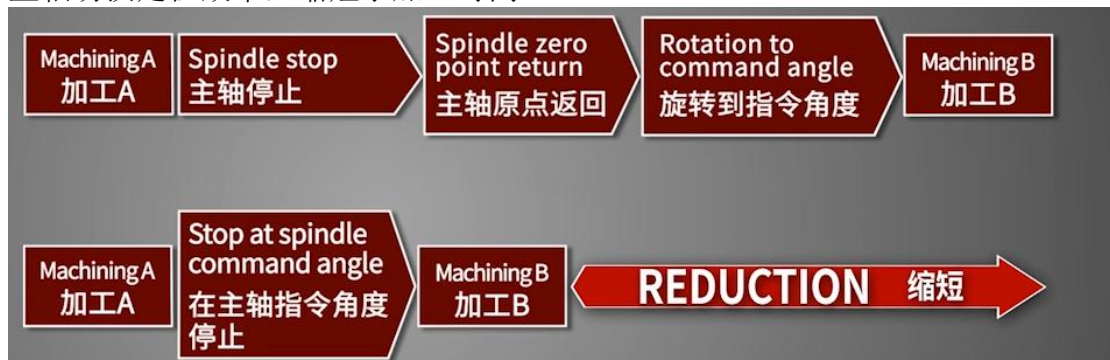 Machining A
加工A
Spindle stop
主轴停止
Spindle zero
point return
主轴原点返回
Rotation to
command angle
旋转到指令角度
Machining B
加工B
Machining A
加工A
Stop at spindle
command angle
在主轴指令角度
停止
Machining B
加工B
REDUCTION 缩短